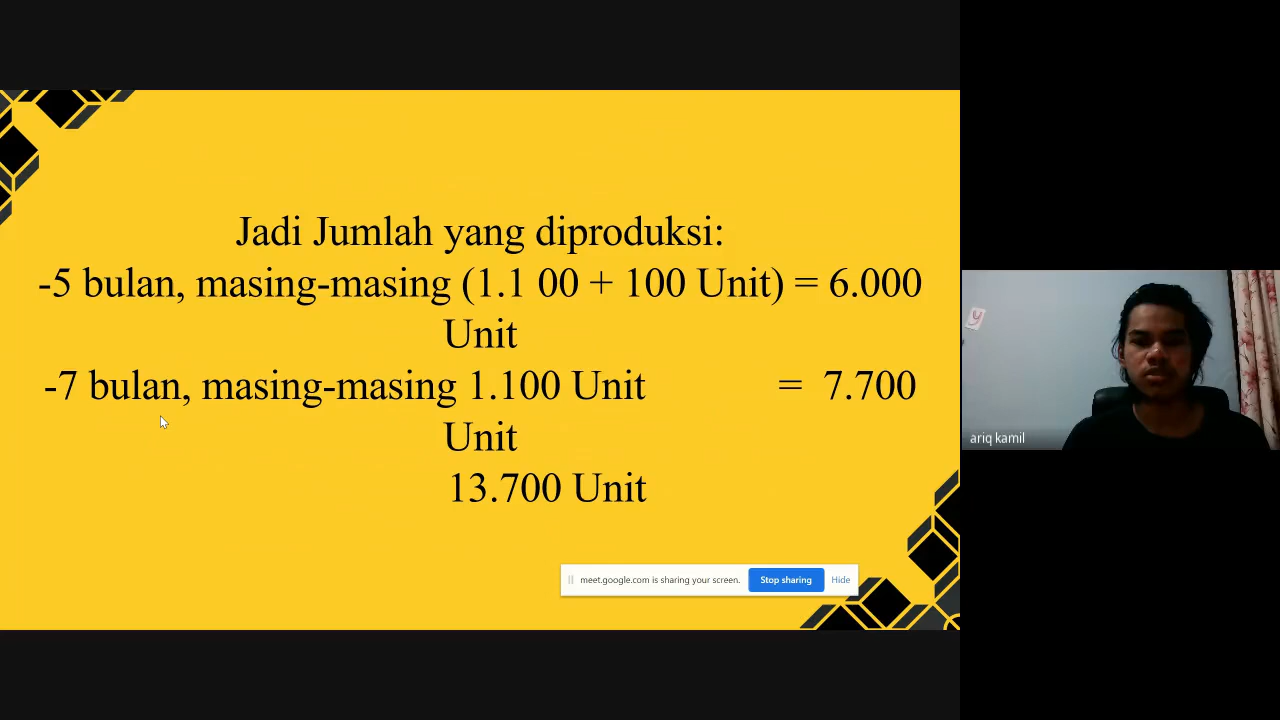 Jadi Jumlah yang diproduksi:
-5 bulan, masing-masing (1.1 00 + 100 Unit) = 6.000
Unit
-7 bulan, masing-masing 1.100 Unit = 7.700
Unit
13.700 Unit
meet.google.com is sharing your screen. Stop sharing Hide
y
ariq kamil